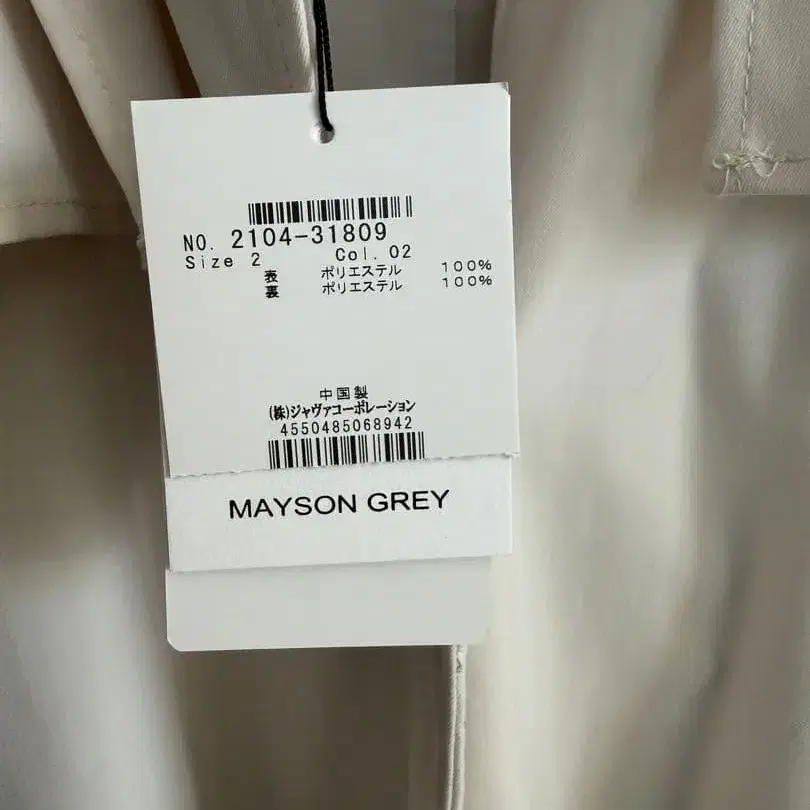 NO. 2104-31809
Size 2 Col.02
表 ポリエステル 100%
裏 ポリエステル 100%
中国製
(株)ジャヴァコーポレーション
4550485068942
MAYSON GREY